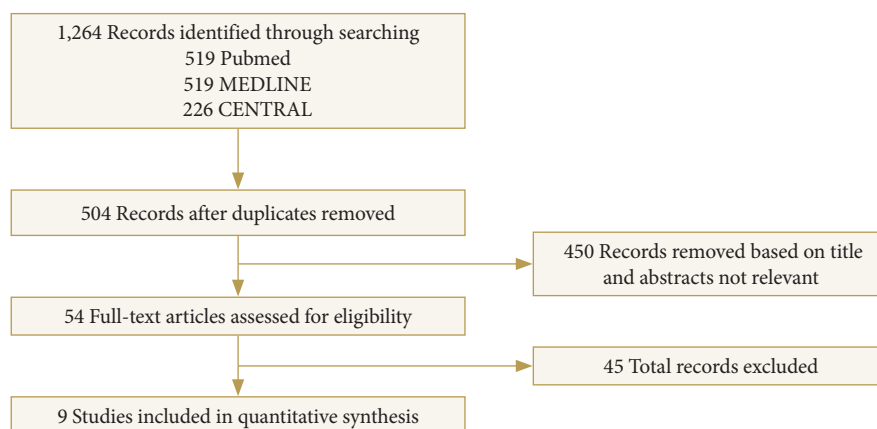 1,264 Records identified through searching
519 Pubmed
519 MEDLINE
226 CENTRAL
504 Records after duplicates removed
450 Records removed based on title
and abstracts not relevant
54 Full-text articles assessed for eligibility
45 Total records excluded
9 Studies included in quantitative synthesis